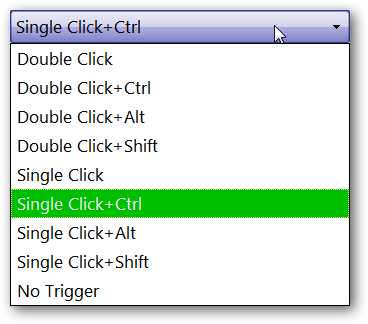 Single Click+Ctrl
Double Click
Double Click+Ctrl
Double Click+Alt
Double Click+Shift
Single Click
Single Click+Ctrl
Single Click+Alt
Single Click+Shift
No Trigger